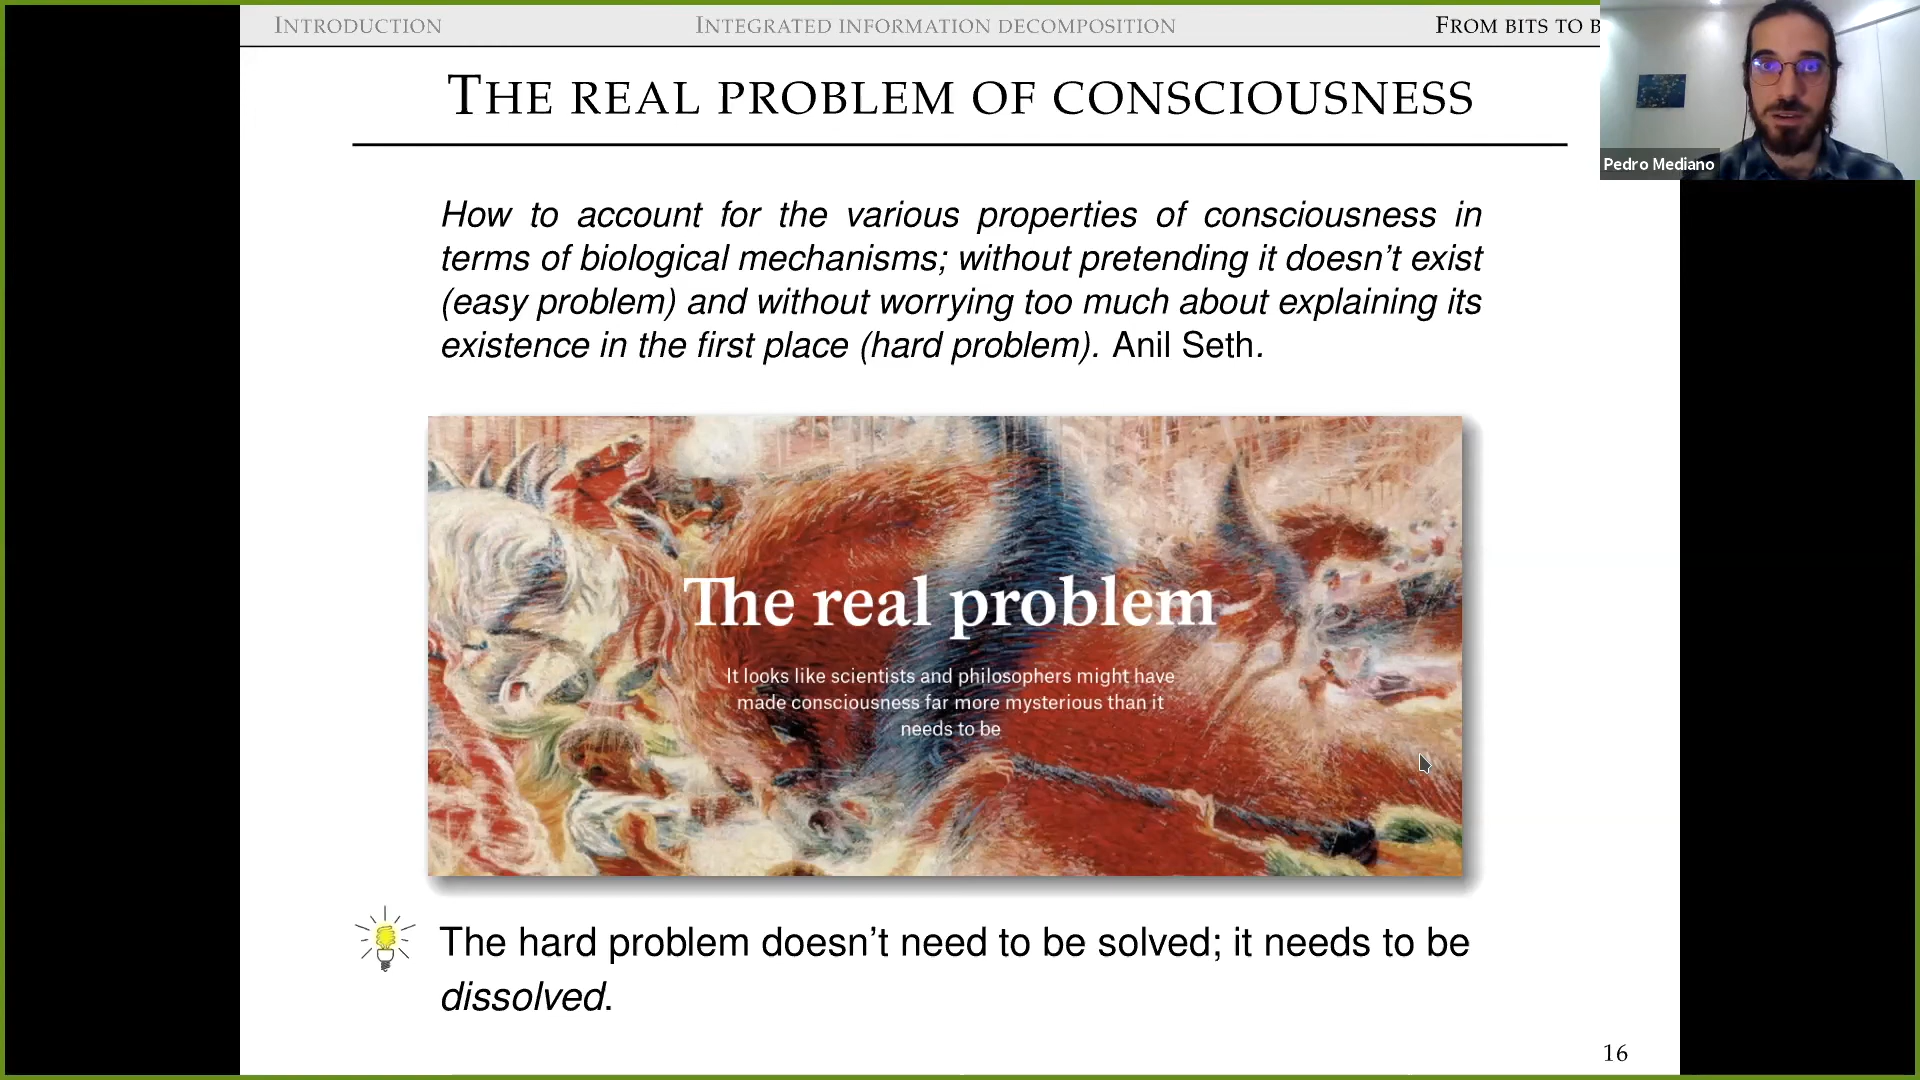 INTRODUCTION
INTEGRATED INFORMATION DECOMPOSITION
FROM BITS TO B
Pedro Mediano
THE REAL PROBLEM OF CONSCIOUSNESS
How to account for the various properties of consciousness in
terms of biological mechanisms; without pretending it doesn’t exist
(easy problem) and without worrying too much about explaining its
existence in the first place (hard problem). Anil Seth.
The real problem
It looks like scientists and philosophers might have
made consciousness far more mysterious than it
needs to be
The hard problem doesn’t need to be solved; it needs to be
dissolved.
16